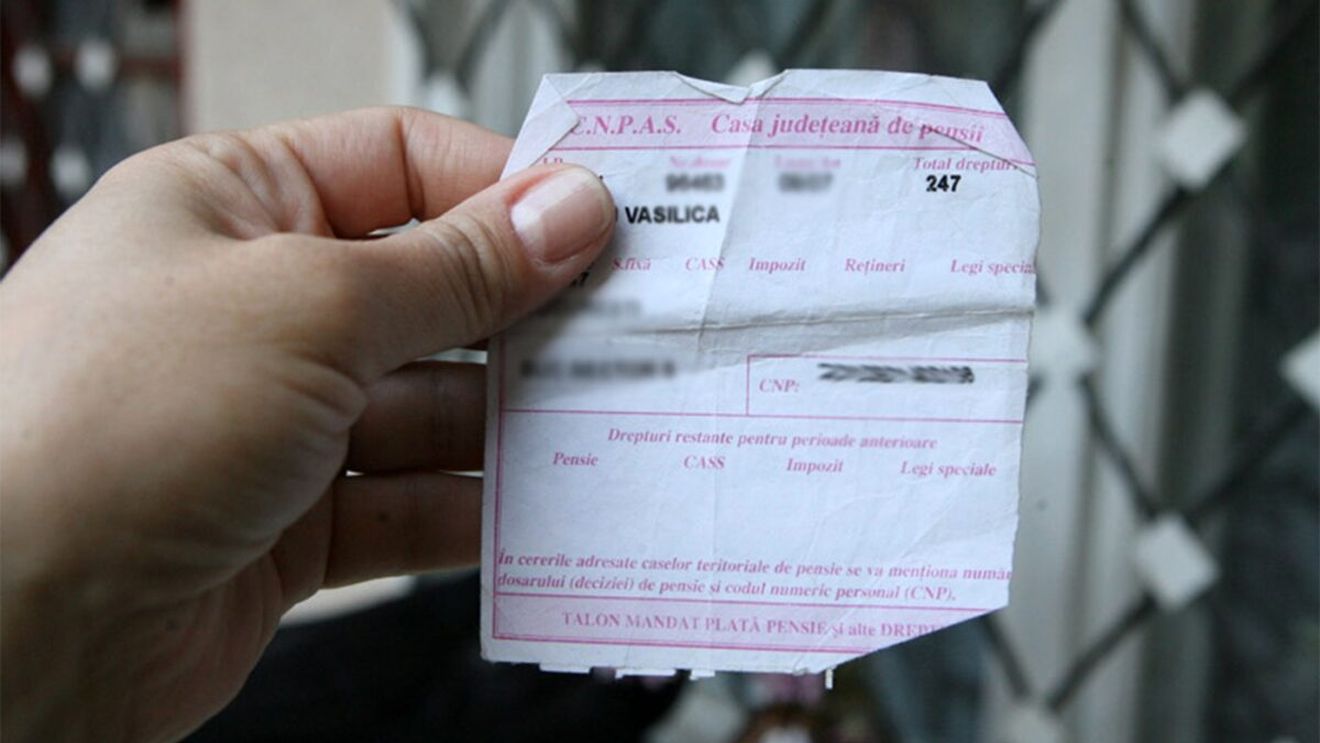 C.N.P.A.S. Casa județeană de pensii
Total drepturi
247
VASILICA
S.fixă CASS Impozit Rețineri Legi special
CNP:
Drepturi restante pentru perioade anterioare
Pensie CASS Impozit Legi speciale
În cererile adresate caselor teritoriale de pensie se va menționa număr
dosarului (deciziei) de pensie și codul numeric personal (CNP).
TALON MANDAT PLATĂ PENSIE și alte DREPT